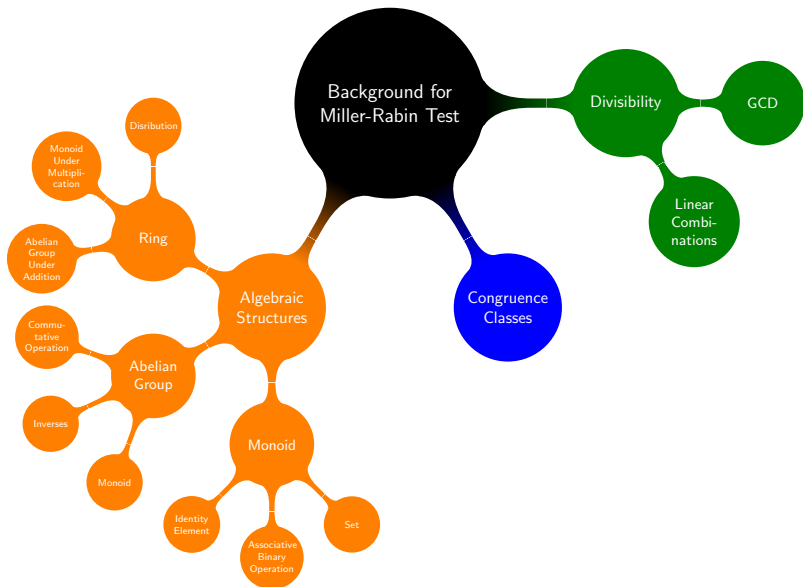 Background for
Miller-Rabin Test
Divisibility
GCD
Linear
Combi-
nations
Congruence
Classes
Algebraic
Structures
Ring
Disribution
Monoid
Under
Multipli-
cation
Abelian
Group
Under
Addition
Abelian
Group
Commu-
tative
Operation
Inverses
Monoid
Monoid
Identity
Element
Associative
Binary
Operation
Set